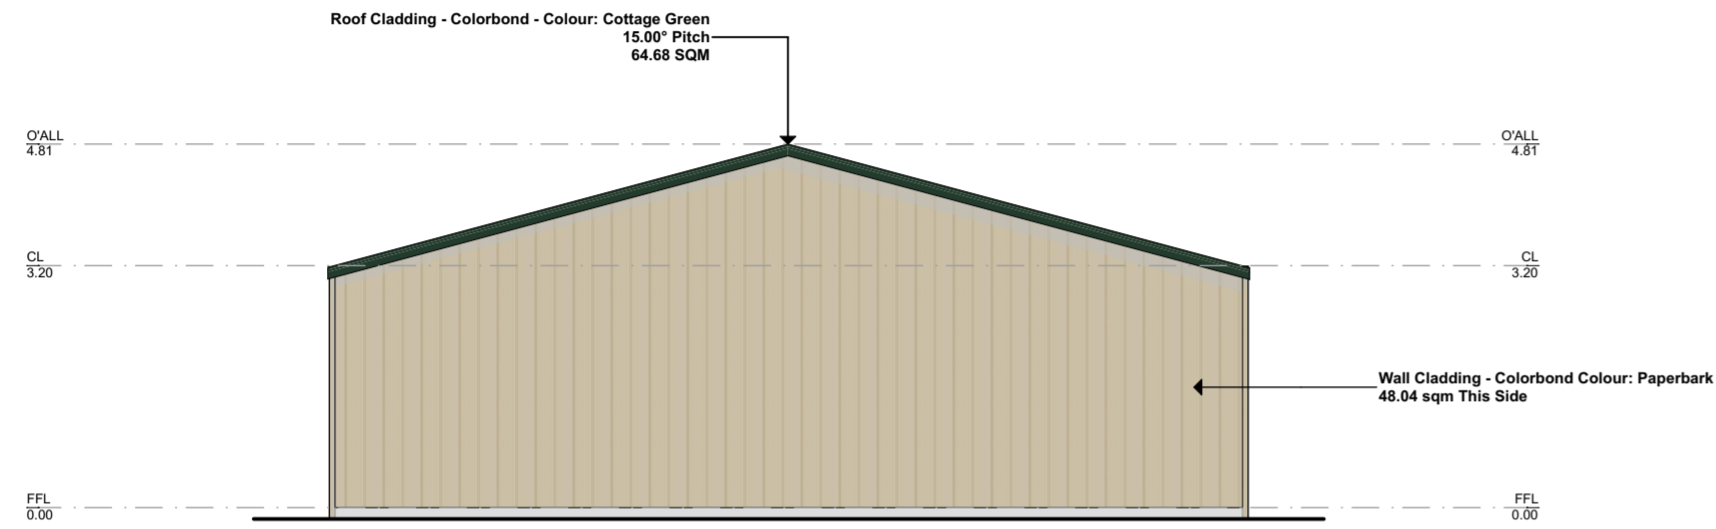 Roof Cladding - Colorbond - Colour: Cottage Green
15.00° Pitch
64.68 SQM
O'ALL
4.81
O'ALL
4.81
CL
3.20
CL
3.20
Wall Cladding - Colorbond Colour: Paperbark
48.04 sqm This Side
FFL
0.00
FFL
0.00